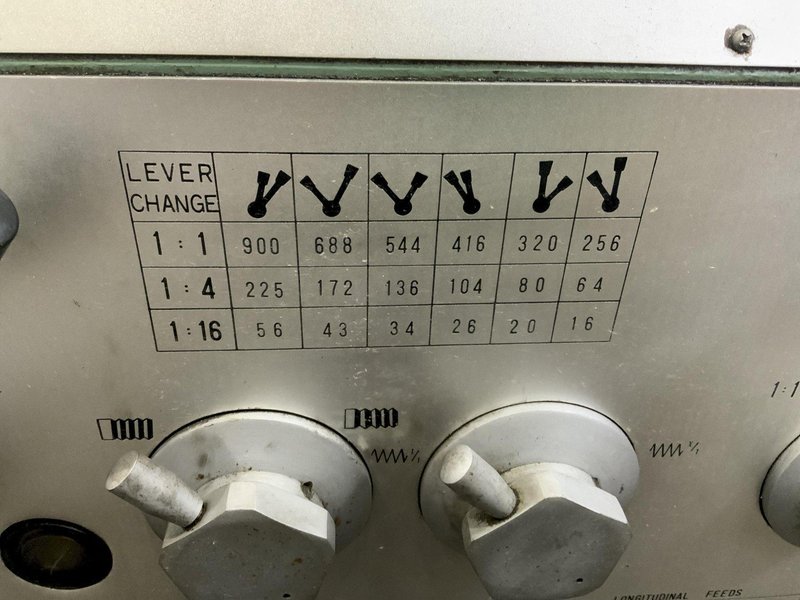 LEVER
CHANGE
1:1 900 688 544 416 320 256
1:4 225 172 136 104 80 64
1:16 56 43 34 26 20 16
1:1
LONGITUDINAL FEEDS